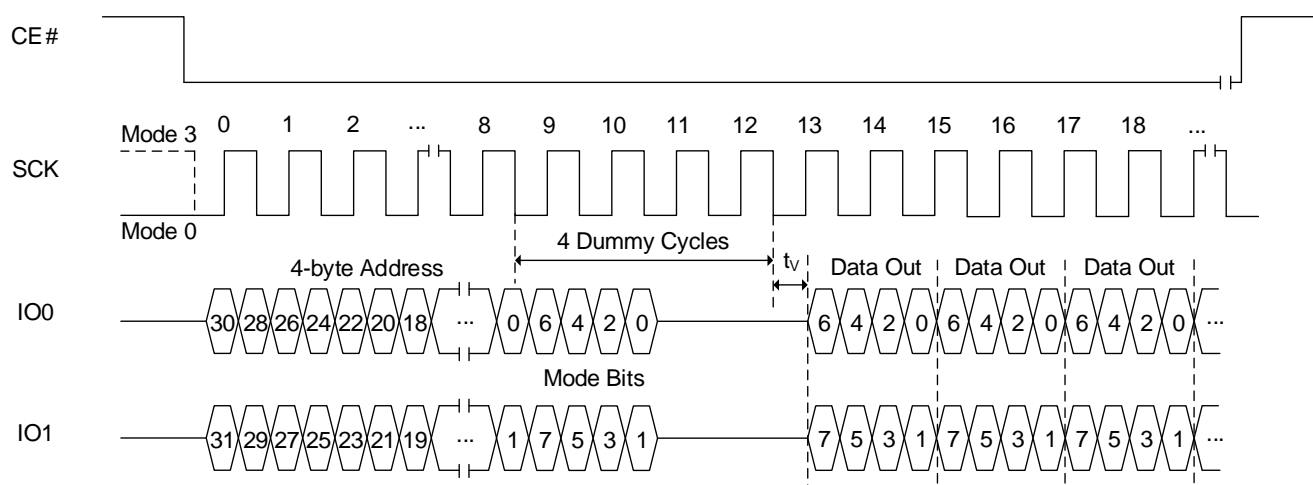 CE#
Mode 3 0 1 2 ... 8 9 10 11 12 13 14 15 16 17 18 ...
SCK
Mode 0
4 Dummy Cycles
4-byte Address tV Data Out Data Out Data Out
IO0 30 28 26 24 22 20 18 ... 0 6 4 2 0 6 4 2 0 6 4 2 0 6 4 2 0 ...
Mode Bits
IO1 31 29 27 25 23 21 19 ... 1 7 5 3 1 7 5 3 1 7 5 3 1 7 5 3 1 ...